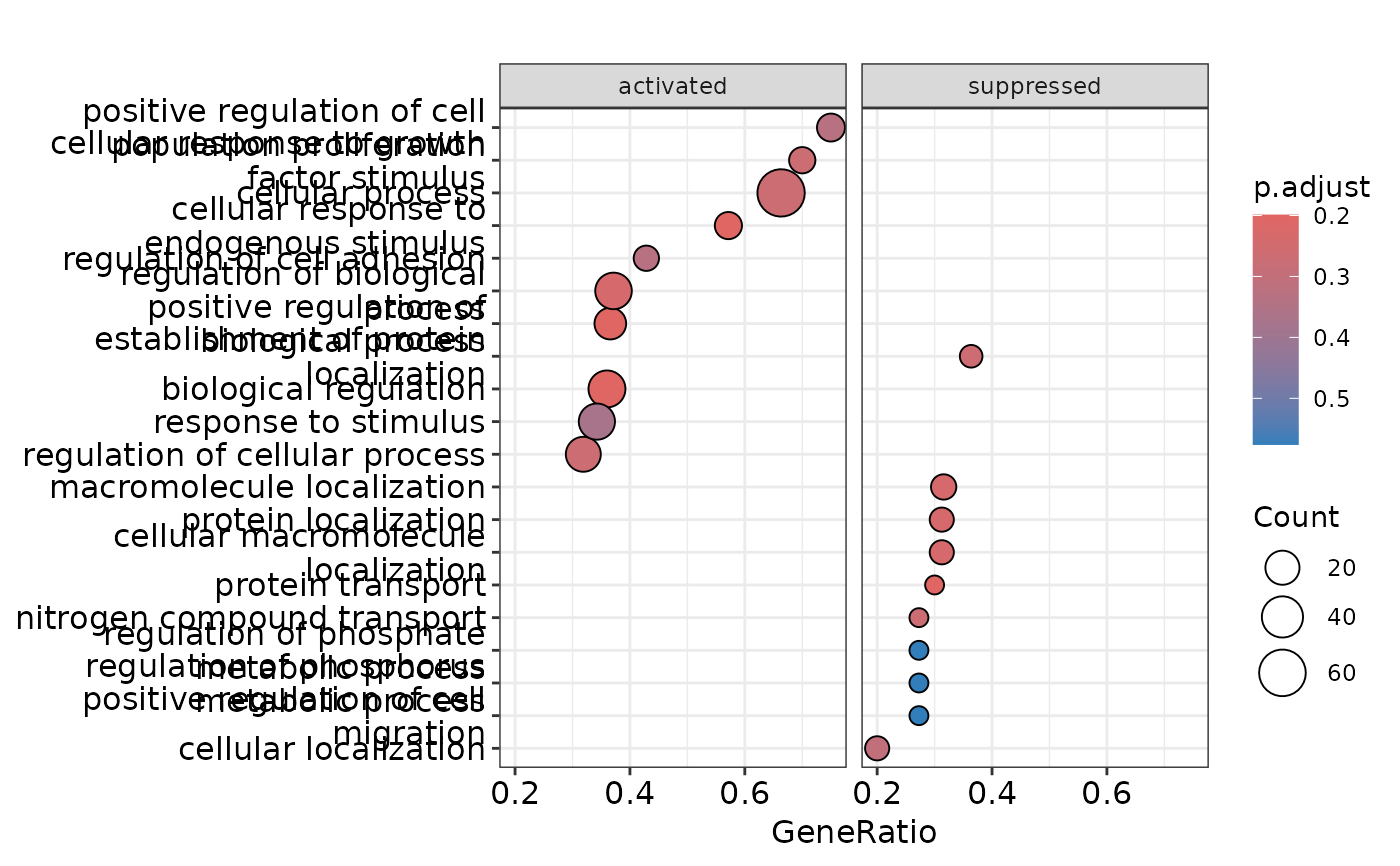 activated
suppressed
positive regulation of cell
population proliferation
cellular response to growth
factor stimulus
cellular process
cellular response to
endogenous stimulus
regulation of cell adhesion
regulation of biological
process
positive regulation of
biological process
establishment of protein
localization
biological regulation
response to stimulus
regulation of cellular process
macromolecule localization
protein localization
cellular macromolecule
localization
protein transport
nitrogen compound transport
regulation of phosphate
metabolic process
regulation of phosphorus
metabolic process
positive regulation of cell
migration
cellular localization
0.2 0.4 0.6
0.2 0.4 0.6
GeneRatio
p.adjust
0.2
0.3
0.4
0.5
Count
20
40
60